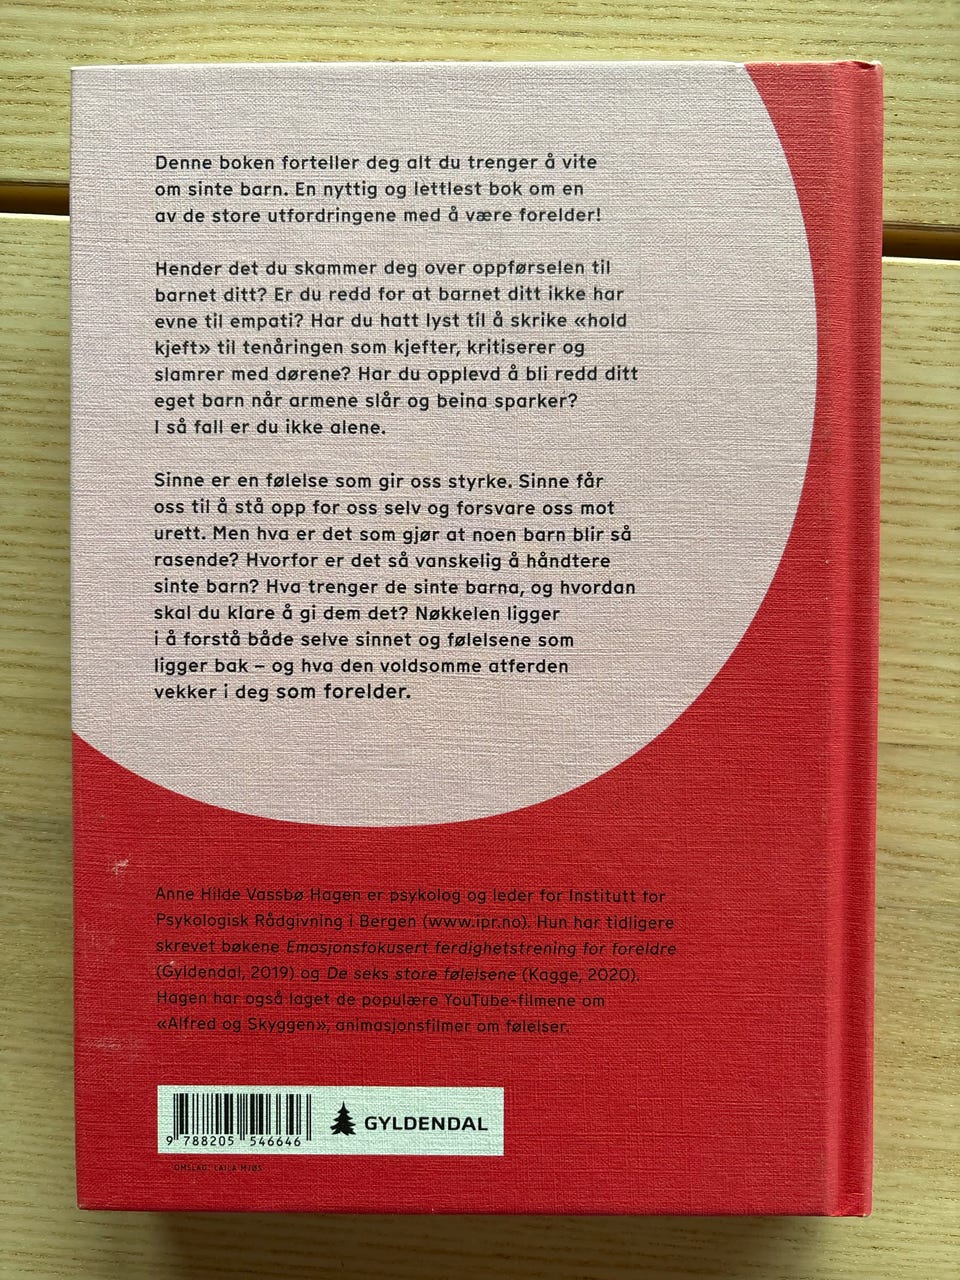 Denne boken forteller deg alt du trenger å vite
om sinte barn. En nyttig og lettlest bok om en
av de store utfordringene med å være forelder!
Hender det du skammer deg over oppførselen til
barnet ditt? Er du redd for at barnet ditt ikke har
evne til empati? Har du hatt lyst til å skrike «hold
kjeft» til tenåringen som kjefter, kritiserer og
slamrer med dørene? Har du opplevd å bli redd ditt
eget barn når armene slår og beina sparker?
I så fall er du ikke alene.
Sinne er en følelse som gir oss styrke. Sinne får
oss til å stå opp for oss selv og forsvare oss mot
urett. Men hva er det som gjør at noen barn blir så
rasende? Hvorfor er det så vanskelig å håndtere
sinte barn? Hva trenger de sinte barna, og hvordan
skal du klare å gi dem det? Nøkkelen ligger
i å forstå både selve sinnet og følelsene som
ligger bak – og hva den voldsomme atferden
vekker i deg som forelder.
Anne Hilde Vassbø Hagen er psykolog og leder for Institutt for
Psykologisk Rådgivning i Bergen (www.ipr.no). Hun har tidligere
skrevet bøkene Emosjonsfokusert ferdighetstrening for foreldre
(Gyldendal, 2019) og De seks store følelsene (Kagge, 2020).
Hagen har også laget de populære YouTube-filmene om
«Alfred og Skyggen», animasjonsfilmer om følelser.
GYLDENDAL
9 788205 546646
OMSLAG: LAILA MJØS